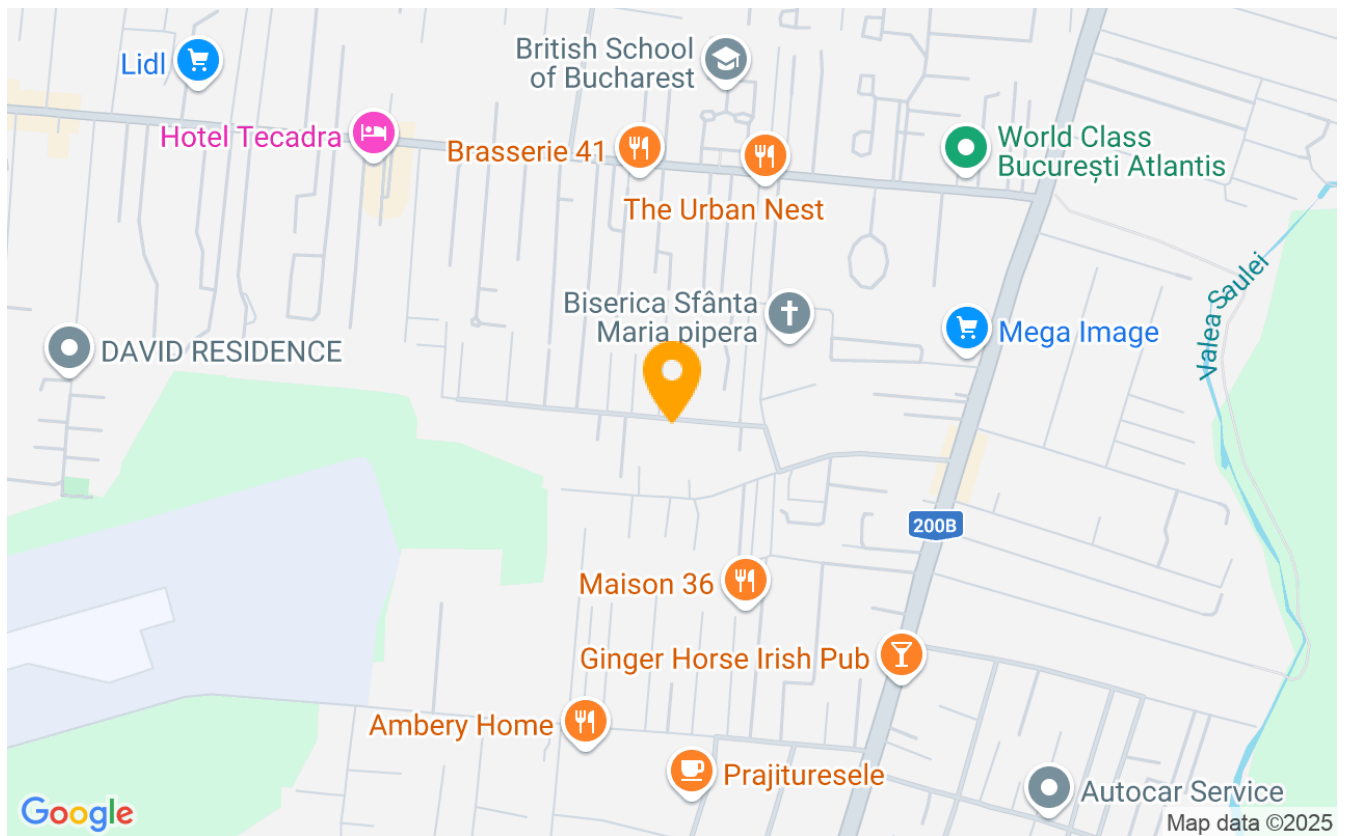 British School
of Bucharest
Lidl
Hotel Tecadra
Brasserie 41
World Class
București Atlantis
The Urban Nest
Valea Saulei
Biserica Sfânta
Maria pipera
Mega Image
DAVID RESIDENCE
200B
Maison 36
Ginger Horse Irish Pub
Ambery Home
Prajituresele
Autocar Service
Google
Map data ©2025